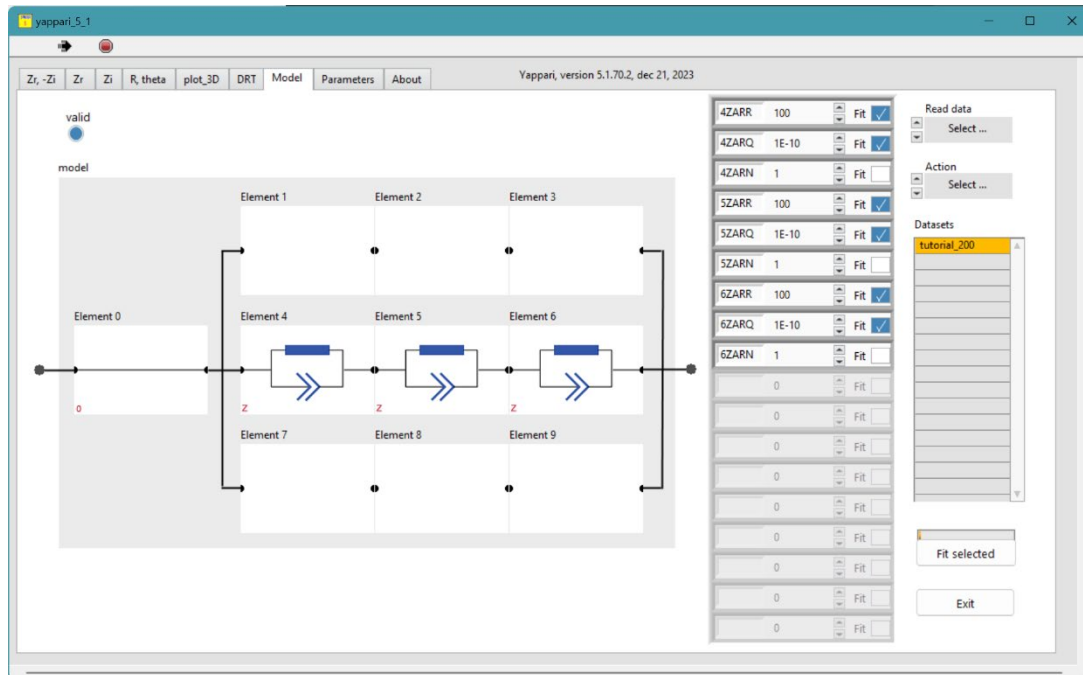 yappari_5_1
Zr, -Zi Zr Zi R, theta plot_3D DRT Model Parameters About
Yappari, version 5.1.70.2, dec 21, 2023
valid
model
Element 0
0
Element 1
Element 2
Element 3
Element 4
Z
Element 5
Z
Element 6
Z
Element 7
Element 8
Element 9
4ZARR 100 Fit
4ZARQ 1E-10 Fit
4ZARN 1 Fit
5ZARR 100 Fit
5ZARQ 1E-10 Fit
5ZARN 1 Fit
6ZARR 100 Fit
6ZARQ 1E-10 Fit
6ZARN 1 Fit
0 Fit
0 Fit
0 Fit
0 Fit
0 Fit
0 Fit
0 Fit
0 Fit
0 Fit
Read data
Select ...
Action
Select ...
Datasets
tutorial_200
Fit selected
Exit